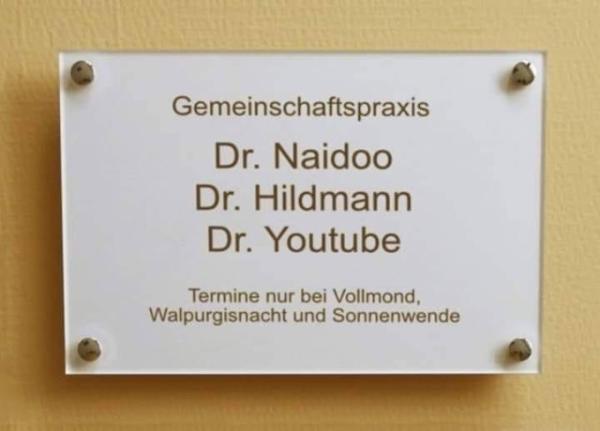 Gemeinschaftspraxis
Dr. Naidoo
Dr. Hildmann
Dr. Youtube
Termine nur bei Vollmond,
Walpurgisnacht und Sonnenwende